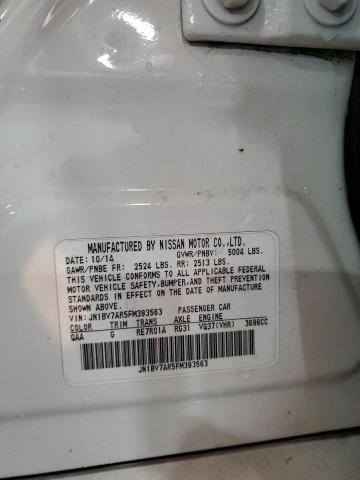 MANUFACTURED BY NISSAN MOTOR CO.,LTD.
DATE: 10/14 GVWR/PNBV: 5004 LBS.
GAWR/PNBE FR: 2524 LBS. RR: 2513 LBS.
THIS VEHICLE CONFORMS TO ALL APPLICABLE FEDERAL
MOTOR VEHICLE SAFETY,BUMPER,AND THEFT PREVENTION
STANDARDS IN EFFECT ON THE DATE OF MANUFACTURE
SHOWN ABOVE.
VIN: JN1BV7AR5FM393563 PASSENGER CAR
COLOR TRIM TRANS AXLE ENGINE
QAA G RE7R01A RG31 VQ37(VHR) 3696CC
JN1BV7AR5FM393563